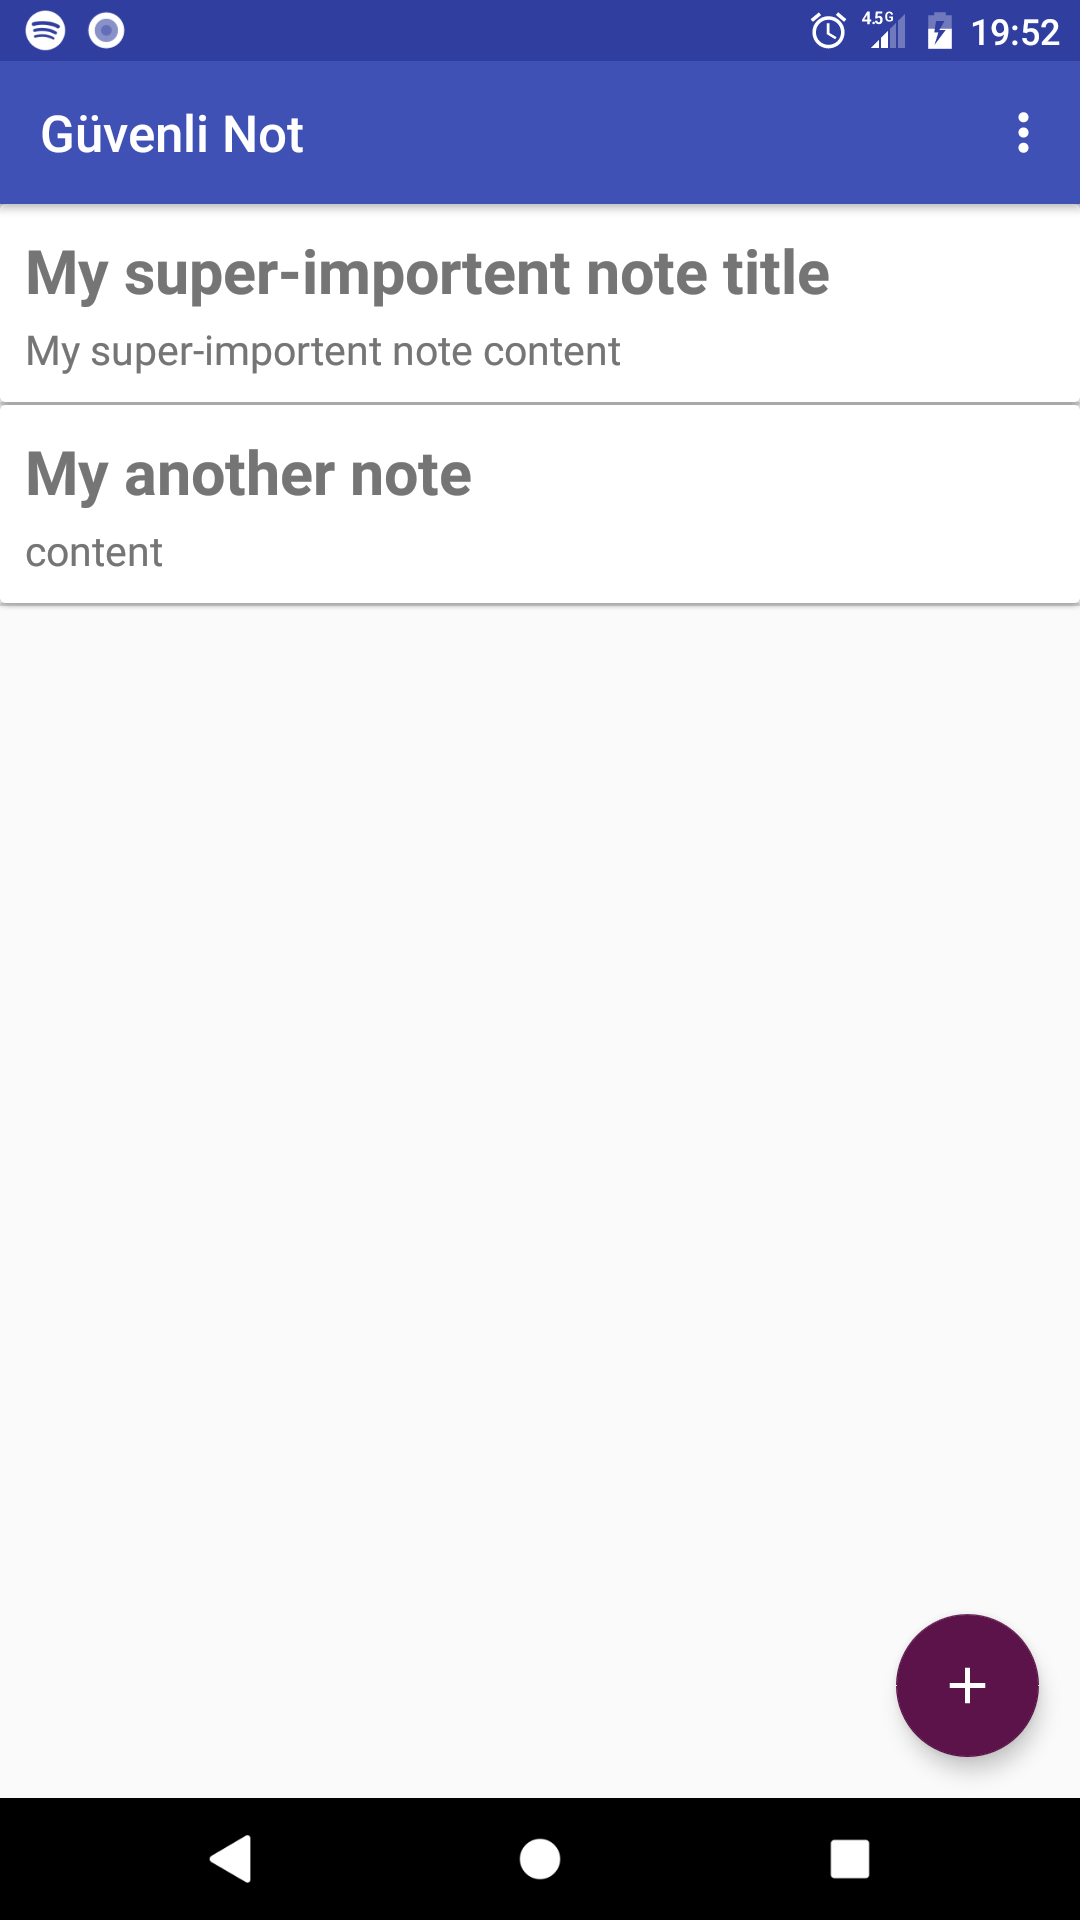 4.5G 19:52
Güvenli Not
My super-importent note title
My super-importent note content
My another note
content